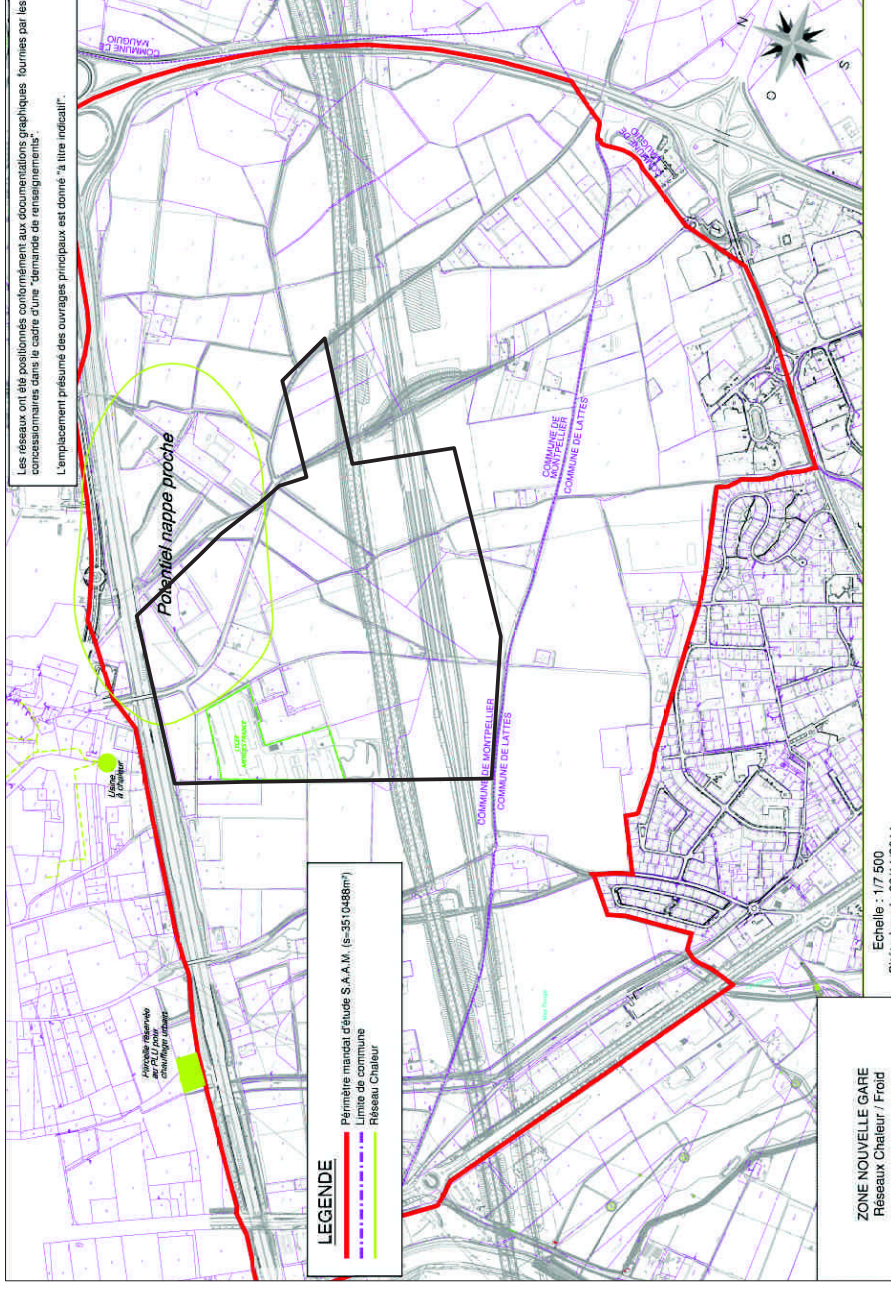 Les réseaux ont été positionnés conformément aux documentations graphiques fournies par les
concessionnaires dans le cadre d'une "demande de renseignements".
L'emplacement présumé des ouvrages principaux est donné "à titre indicatif".
COMMUNE DE
MAUGUIO
N
O
S
Potentiel nappe proche
Usine
à chaleur
Parcelle réservée
au PLU pour
chauffage urbain
COMMUNE DE
MONTPELLIER
COMMUNE DE LATTES
COMMUNE DE MONTPELLIER
COMMUNE DE LATTES
COMMUNE DE
MAUGUIO
LEGENDE
Périmètre mandat d'étude S.A.A.M. (s=3510488m²)
Limite de commune
Réseau Chaleur
ZONE NOUVELLE GARE
Réseaux Chaleur / Froid
Echelle : 1/7 500